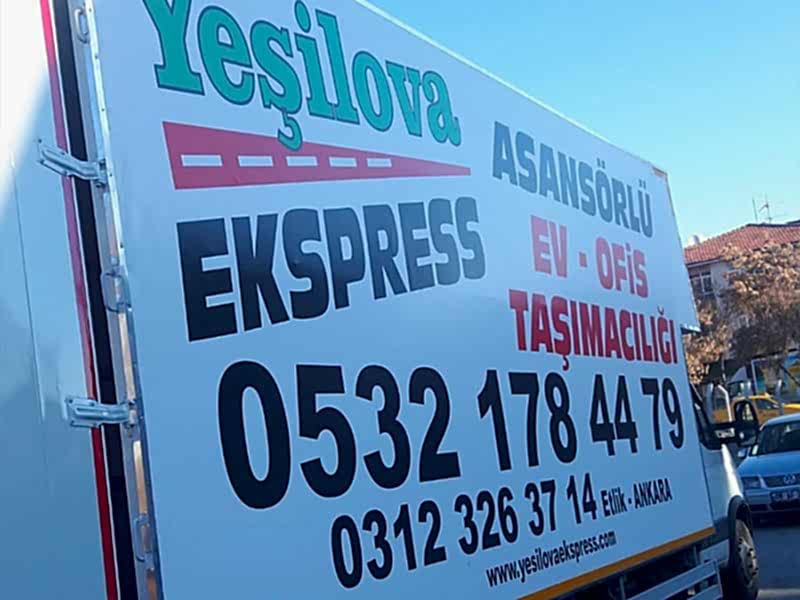 Yeşilova
EKSPRESS
ASANSÖRLÜ
EV - OFİS
TAŞIMACILIĞI
0532 178 44 79
0312 326 37 14 Etlik - ANKARA
www.yesilovaekspress.com